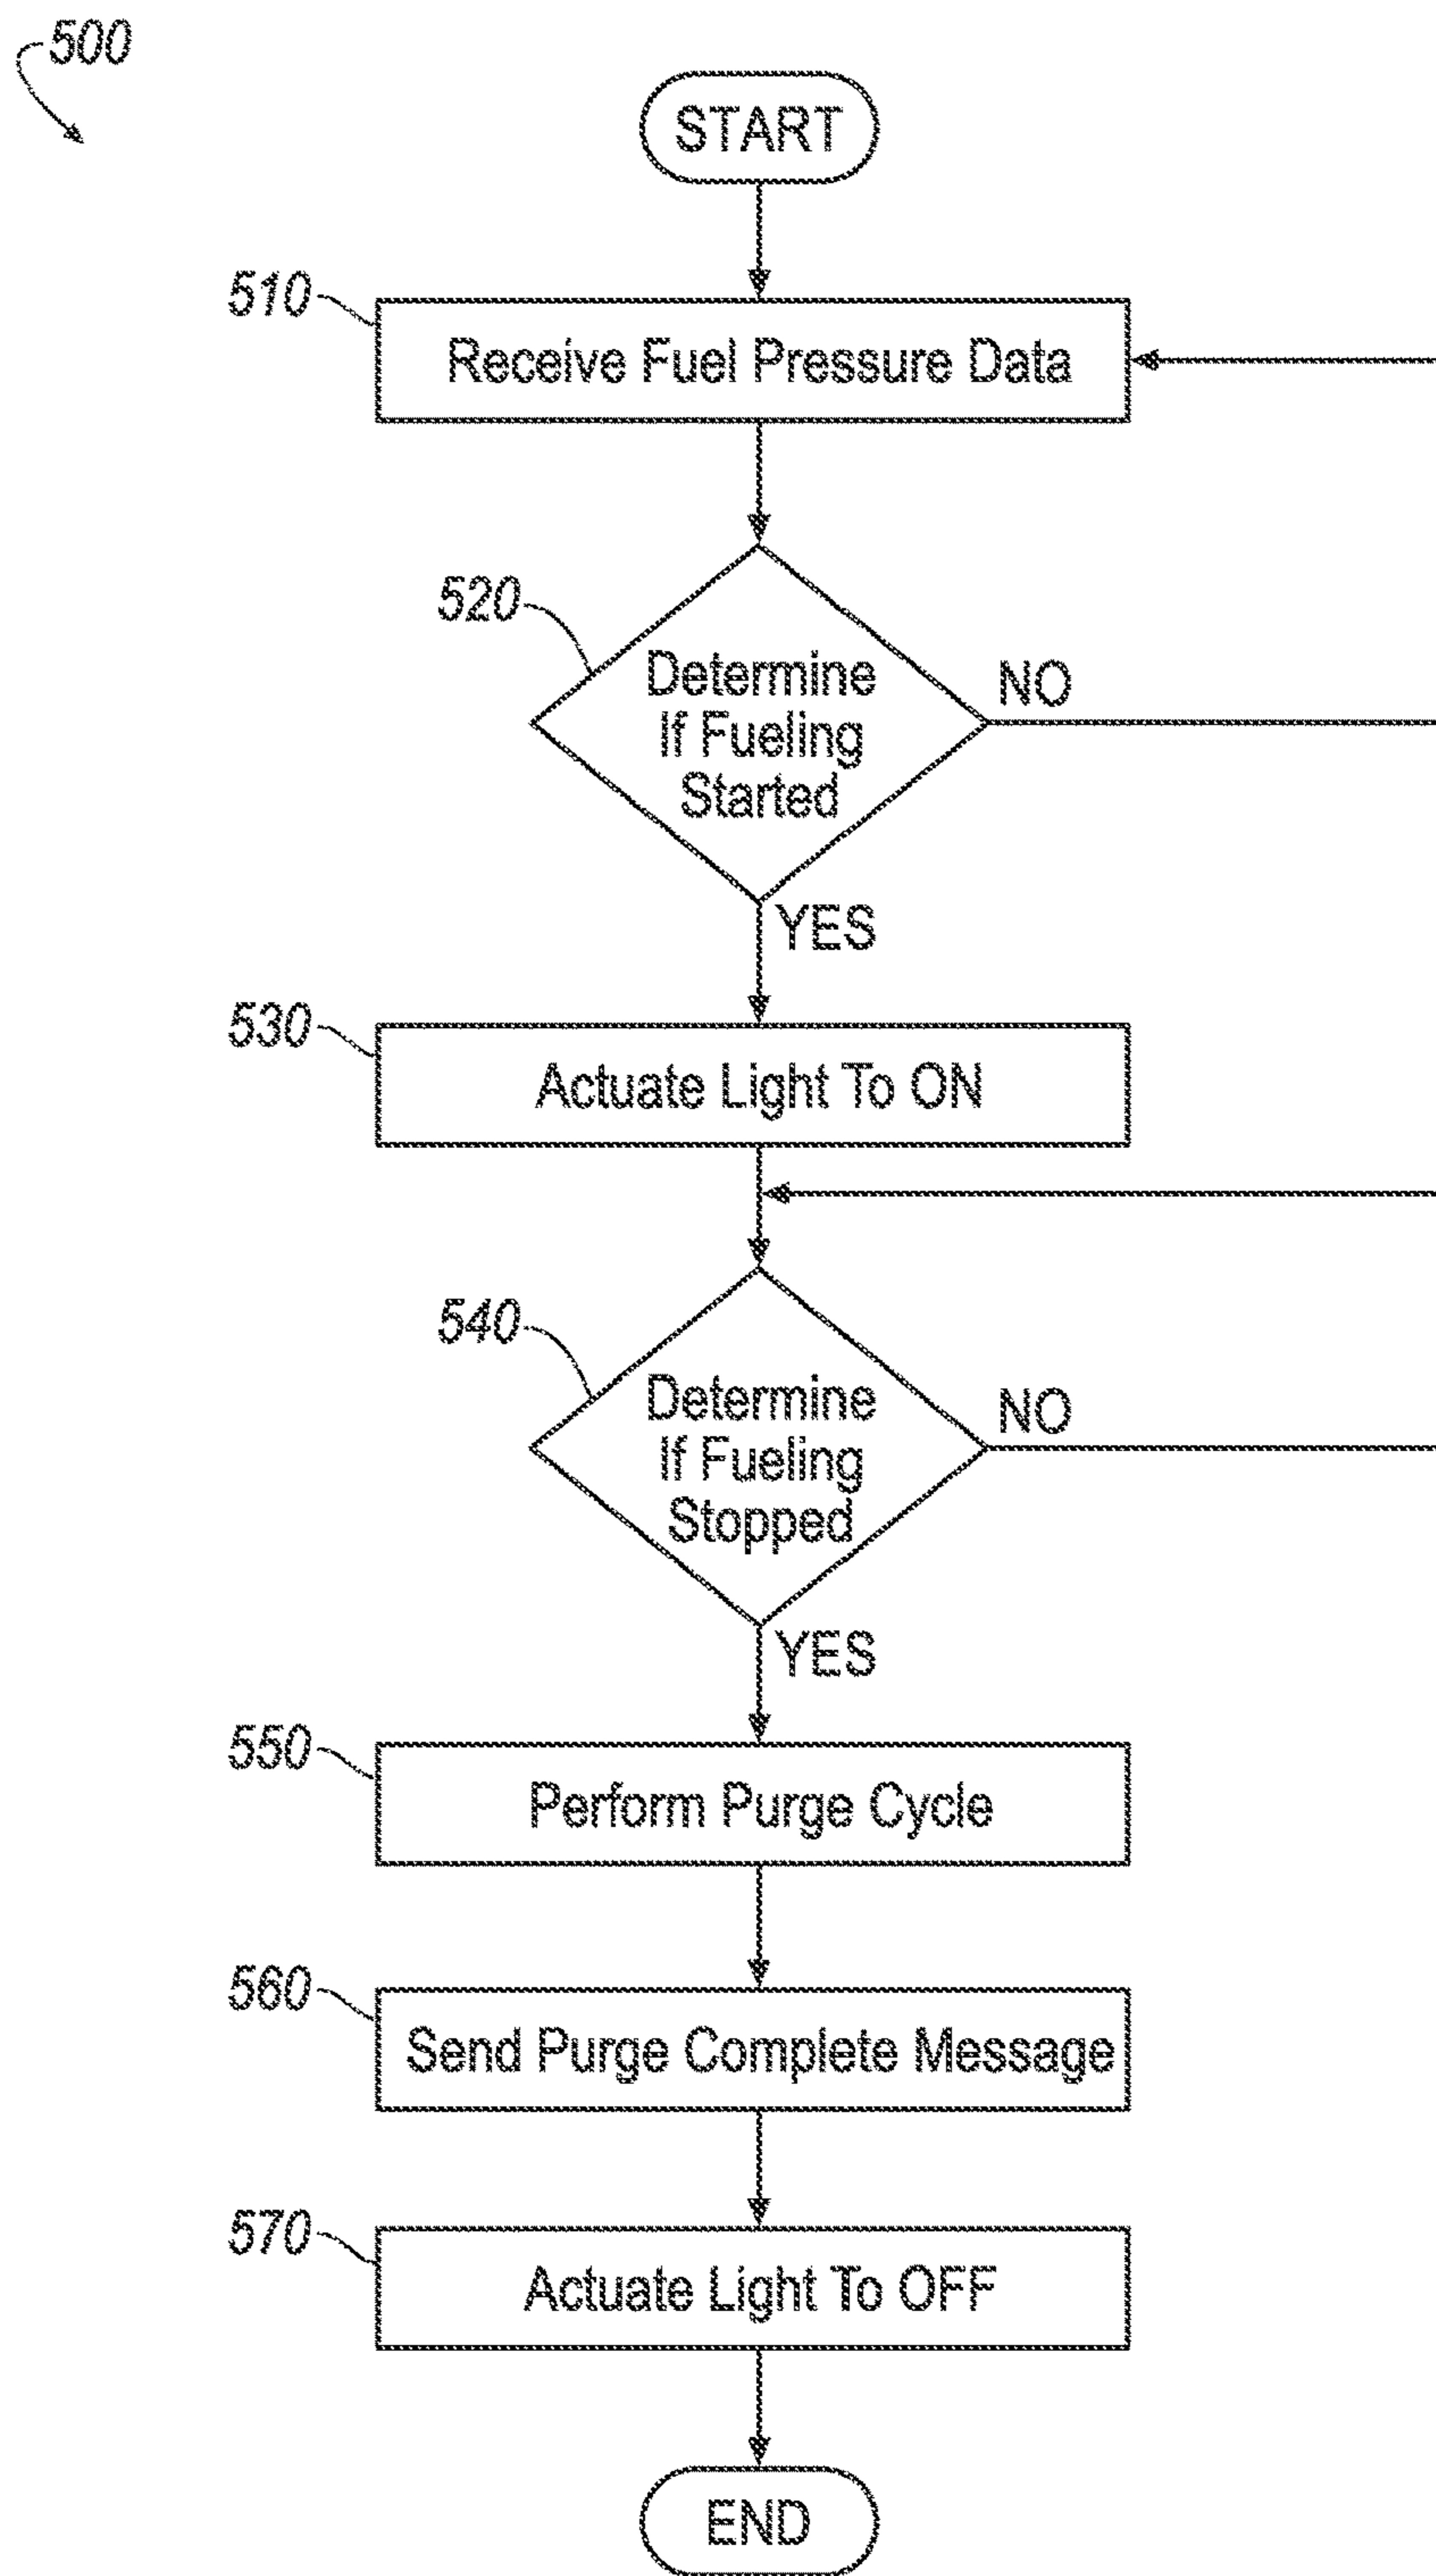 500
START
510
Receive Fuel Pressure Data
520
Determine
If Fueling
Started
NO
YES
530
Actuate Light To ON
540
Determine
If Fueling
Stopped
NO
YES
550
Perform Purge Cycle
560
Send Purge Complete Message
570
Actuate Light To OFF
END